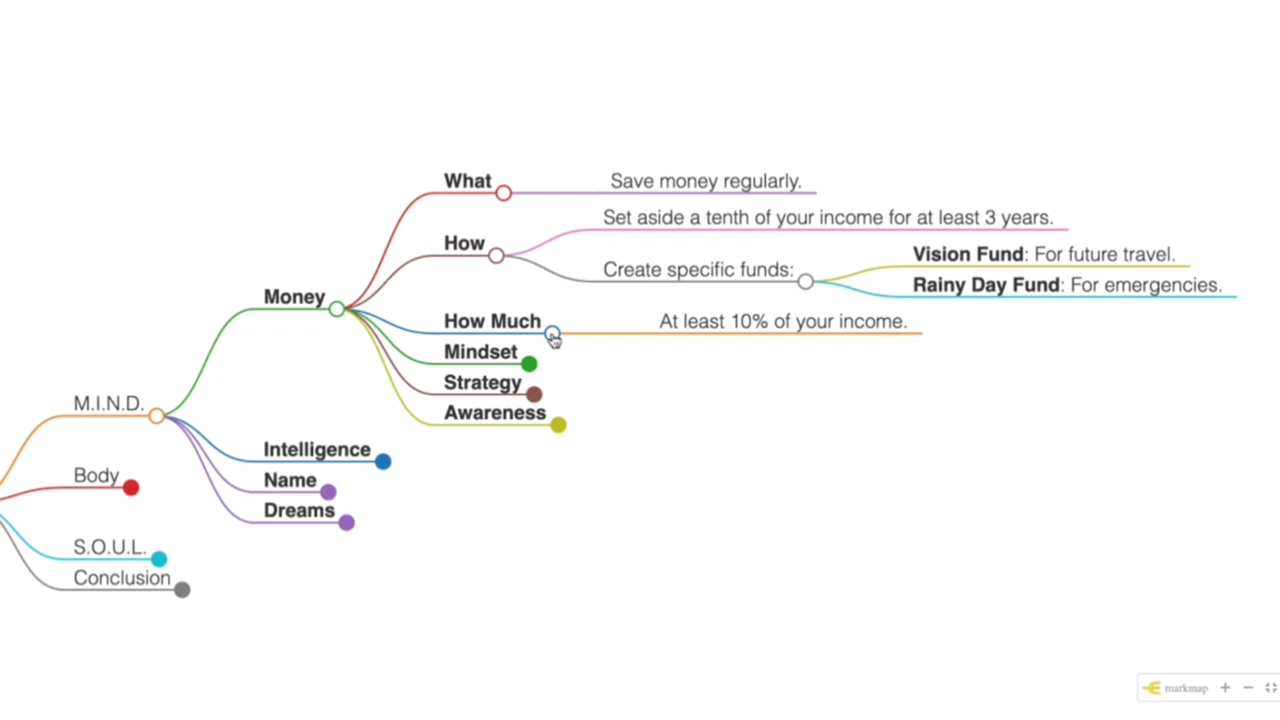 What
Save money regularly.
Set aside a tenth of your income for at least 3 years.
How
Vision Fund: For future travel.
Create specific funds:
Rainy Day Fund: For emergencies.
Money
How Much
At least 10% of your income.
Mindset
Strategy
M.I.N.D.
Awareness
Intelligence
Body
Name
Dreams
S.O.U.L.
Conclusion
markmap + −